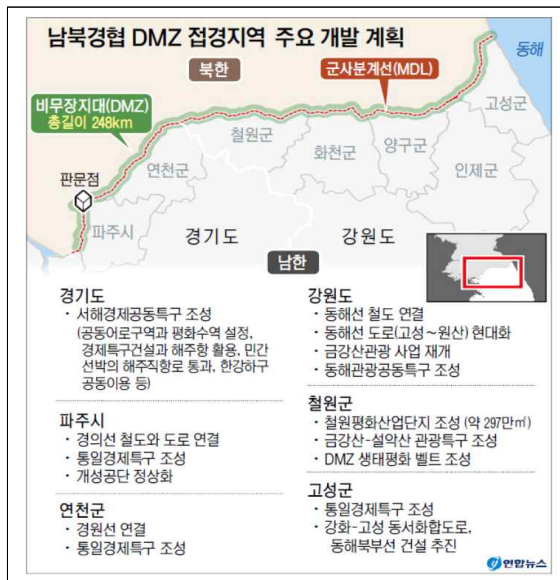 남북경협 DMZ 접경지역 주요 개발 계획
북한
군사분계선(MDL)
동해
비무장지대(DMZ)
총길이 248km
고성군
철원군
화천군
양구군
연천군
인제군
판문점
파주시
경기도
강원도
남한
경기도
· 서해경제공동특구 조성
(공동어로구역과 평화수역 설정,
경제특구건설과 해주항 활용, 민간
선박의 해주직항로 통과, 한강하구
공동이용 등)
파주시
· 경의선 철도와 도로 연결
· 통일경제특구 조성
· 개성공단 정상화
연천군
· 경원선 연결
· 통일경제특구 조성
강원도
· 동해선 철도 연결
· 동해선 도로(고성~원산) 현대화
· 금강산관광 사업 재개
· 동해관광공동특구 조성
철원군
· 철원평화산업단지 조성 (약 297만㎡)
· 금강산-설악산 관광특구 조성
· DMZ 생태평화 벨트 조성
고성군
· 통일경제특구 조성
· 강화-고성 동서화합도로,
동해북부선 건설 추진
연합뉴스